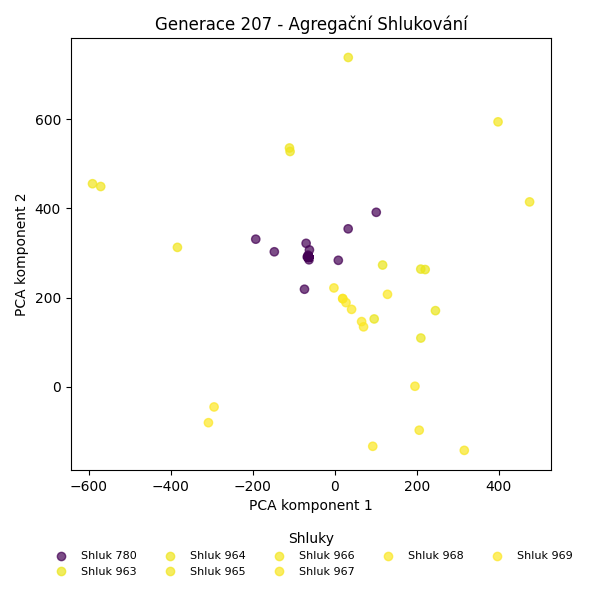 Generace 207 - Agregační Shlukování
PCA komponent 2
600
400
200
0
−600 −400 −200 0 200 400
PCA komponent 1
Shluky
Shluk 780 Shluk 964 Shluk 966 Shluk 968 Shluk 969
Shluk 963 Shluk 965 Shluk 967